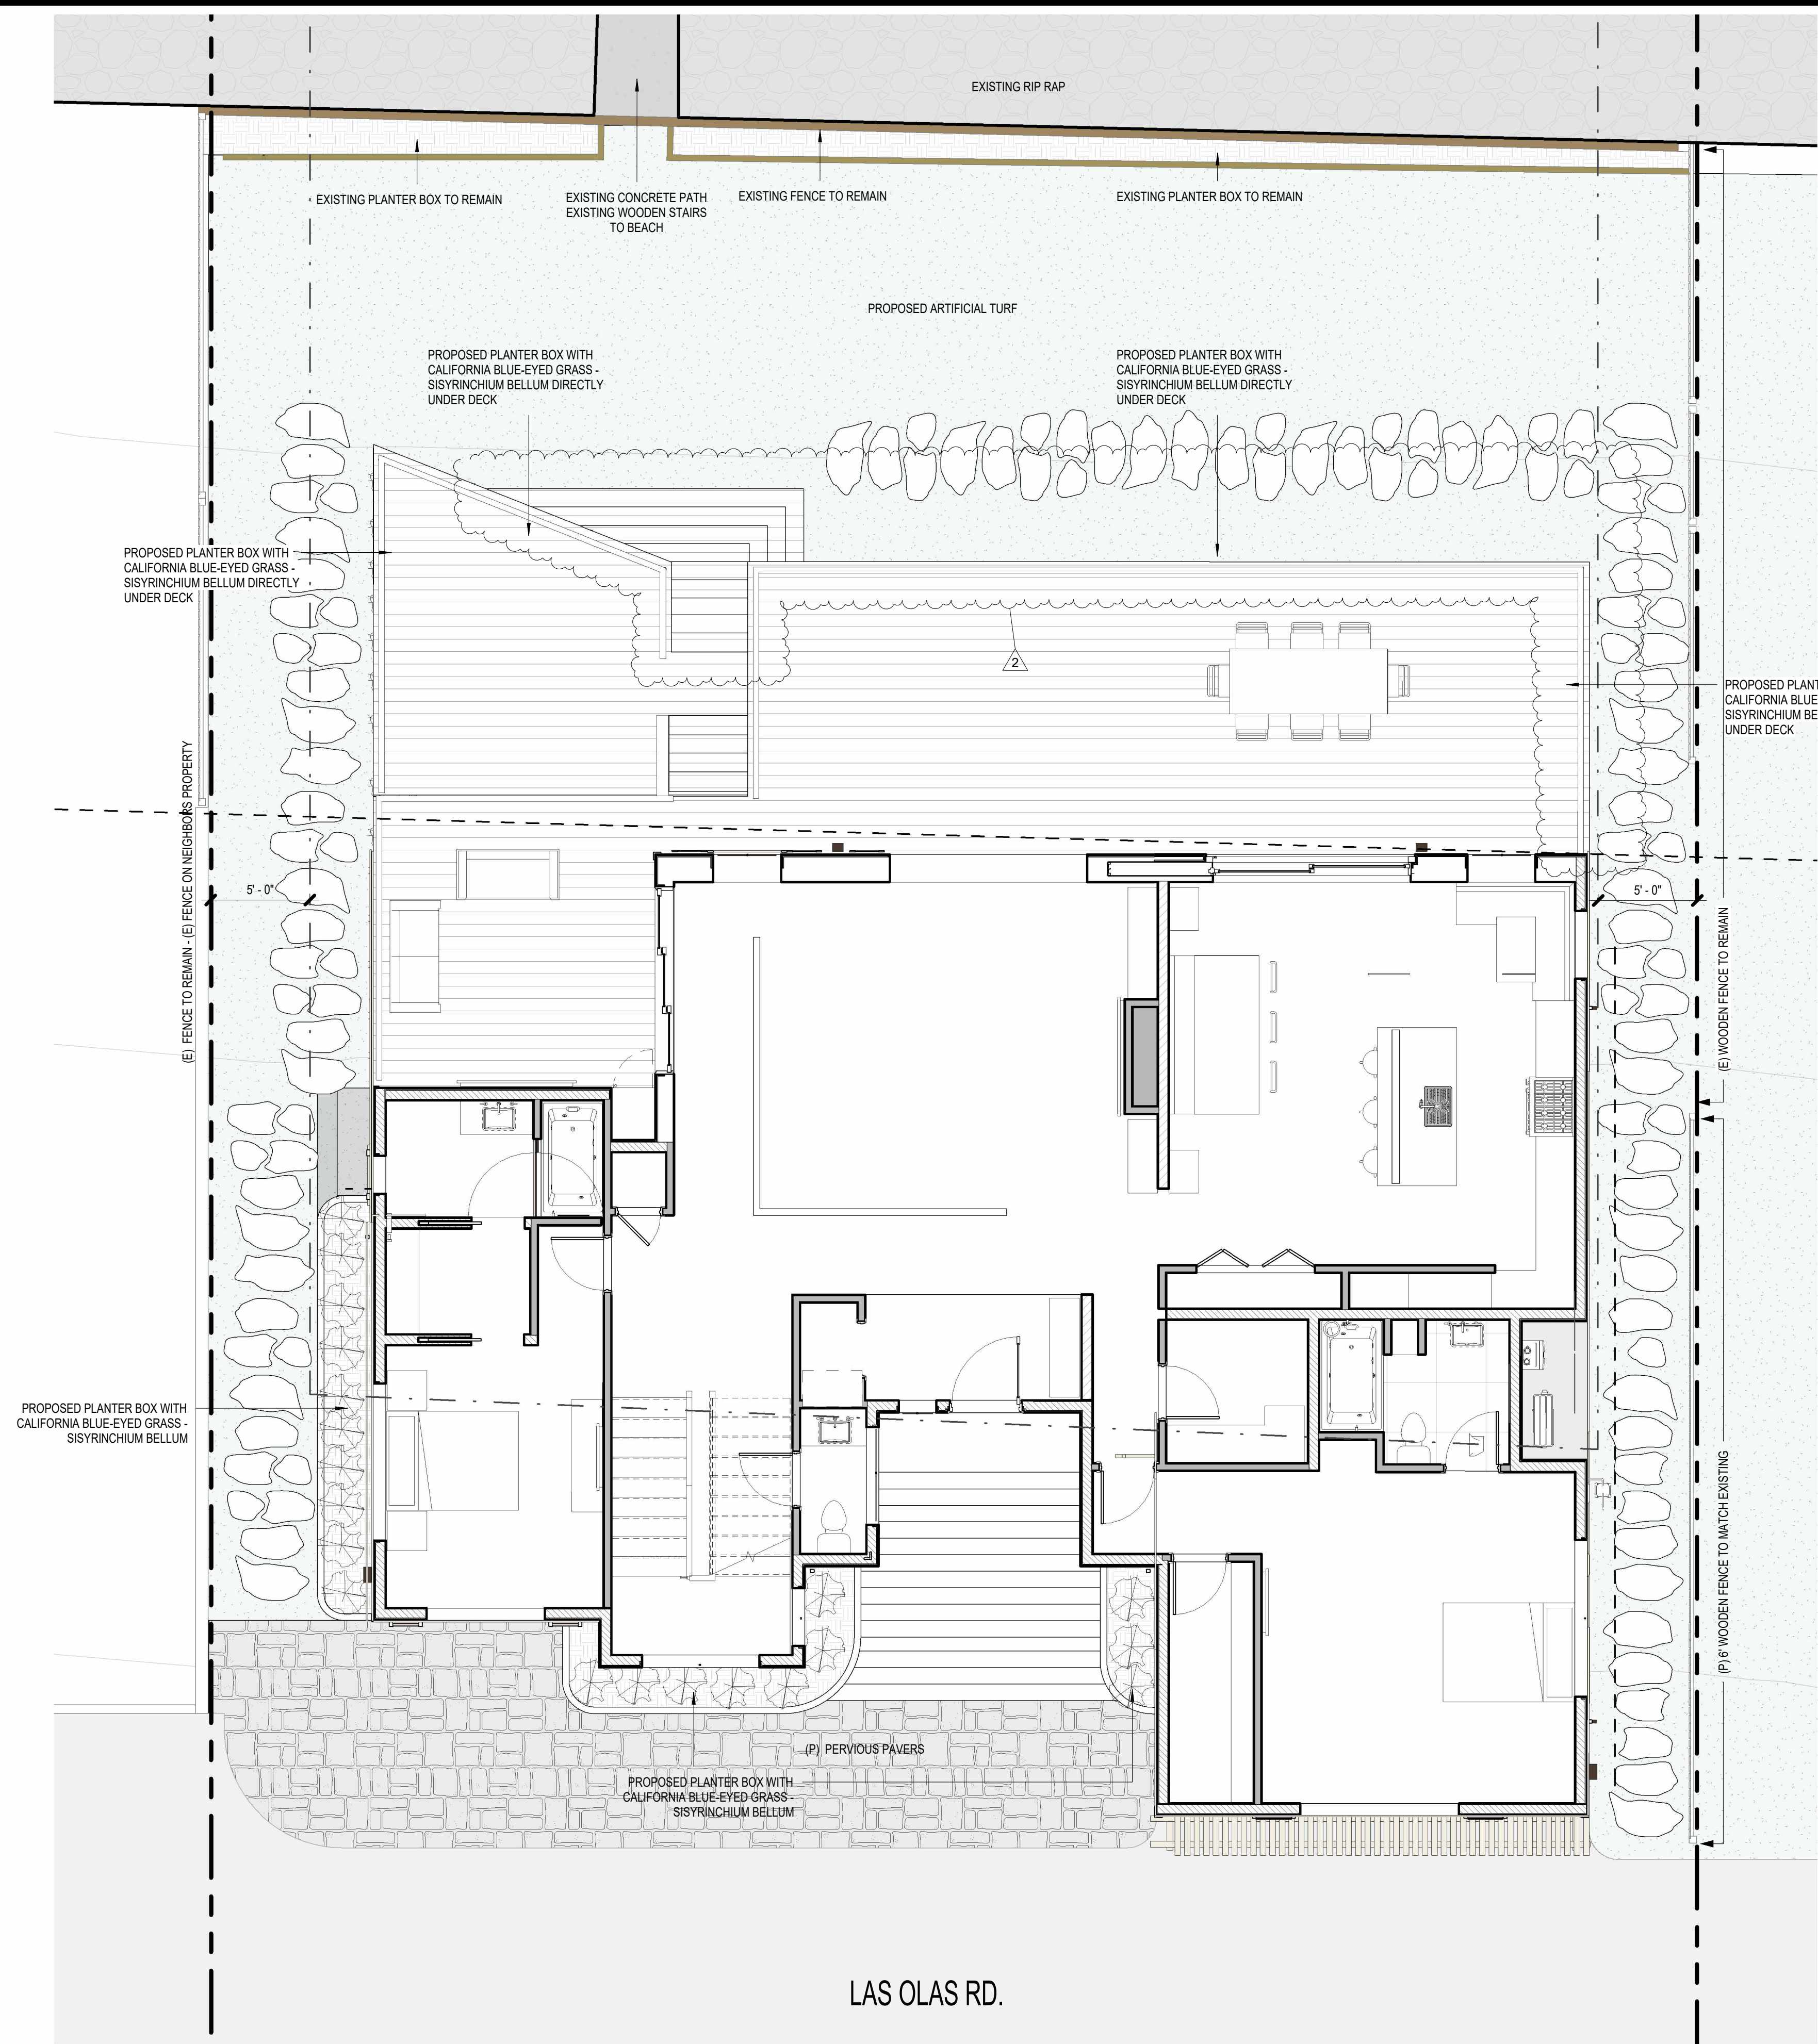 EXISTING RIP RAP
EXISTING PLANTER BOX TO REMAIN
EXISTING CONCRETE PATH
EXISTING WOODEN STAIRS
TO BEACH
EXISTING FENCE TO REMAIN
EXISTING PLANTER BOX TO REMAIN
PROPOSED ARTIFICIAL TURF
PROPOSED PLANTER BOX WITH
CALIFORNIA BLUE-EYED GRASS -
SISYRINCHIUM BELLUM DIRECTLY
UNDER DECK
PROPOSED PLANTER BOX WITH
CALIFORNIA BLUE-EYED GRASS -
SISYRINCHIUM BELLUM DIRECTLY
UNDER DECK
PROPOSED PLANTER BOX WITH
CALIFORNIA BLUE-EYED GRASS -
SISYRINCHIUM BELLUM DIRECTLY
UNDER DECK
2
PROPOSED PLANT
CALIFORNIA BLUE
SISYRINCHIUM BE
UNDER DECK
(E) FENCE TO REMAIN - (E) FENCE ON NEIGHBORS PROPERTY
5' - 0"
5' - 0"
(E) WOODEN FENCE TO REMAIN
PROPOSED PLANTER BOX WITH
CALIFORNIA BLUE-EYED GRASS -
SISYRINCHIUM BELLUM
(P) 6' WOODEN FENCE TO MATCH EXISTING
(P) PERVIOUS PAVERS
PROPOSED PLANTER BOX WITH
CALIFORNIA BLUE-EYED GRASS -
SISYRINCHIUM BELLUM
LAS OLAS RD.